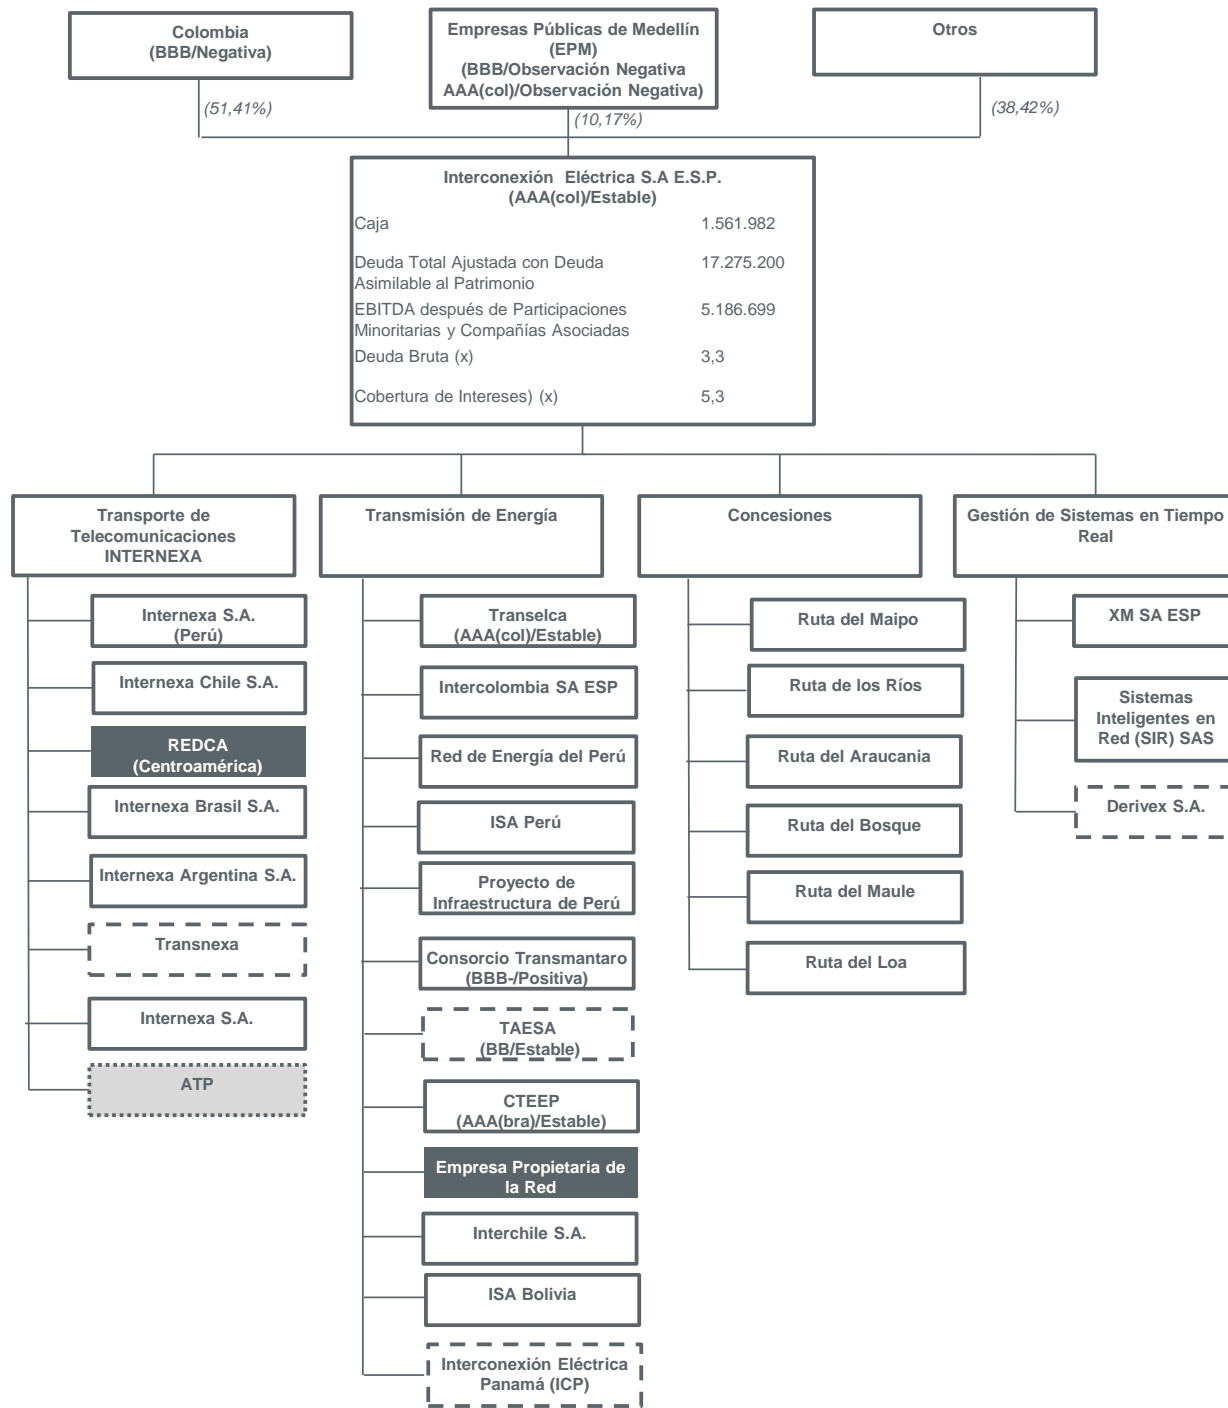 Colombia
(BBB/Negativa)
Empresas Públicas de Medellín
(EPM)
(BBB/Observación Negativa
AAA(col)/Observación Negativa)
Otros
(51,41%)
(10,17%)
(38,42%)
Interconexión Eléctrica S.A E.S.P.
(AAA(col)/Estable)
Caja 1.561.982
Deuda Total Ajustada con Deuda 17.275.200
Asimilable al Patrimonio
EBITDA después de Participaciones 5.186.699
Minoritarias y Compañías Asociadas
Deuda Bruta (x) 3,3
Cobertura de Intereses) (x) 5,3
Transporte de
Telecomunicaciones
INTERNEXA
Internexa S.A.
(Perú)
Internexa Chile S.A.
REDCA
(Centroamérica)
Internexa Brasil S.A.
Internexa Argentina S.A.
Transnexa
Internexa S.A.
ATP
Transmisión de Energía
Transelca
(AAA(col)/Estable)
Intercolombia SA ESP
Red de Energía del Perú
ISA Perú
Proyecto de
Infraestructura de Perú
Consorcio Transmantaro
(BBB-/Positiva)
TAESA
(BB/Estable)
CTEEP
(AAA(bra)/Estable)
Empresa Propietaria de
la Red
Interchile S.A.
ISA Bolivia
Interconexión Eléctrica
Panamá (ICP)
Concesiones
Ruta del Maipo
Ruta de los Ríos
Ruta del Araucania
Ruta del Bosque
Ruta del Maule
Ruta del Loa
Gestión de Sistemas en Tiempo
Real
XM SA ESP
Sistemas
Inteligentes en
Red (SIR) SAS
Derivex S.A.